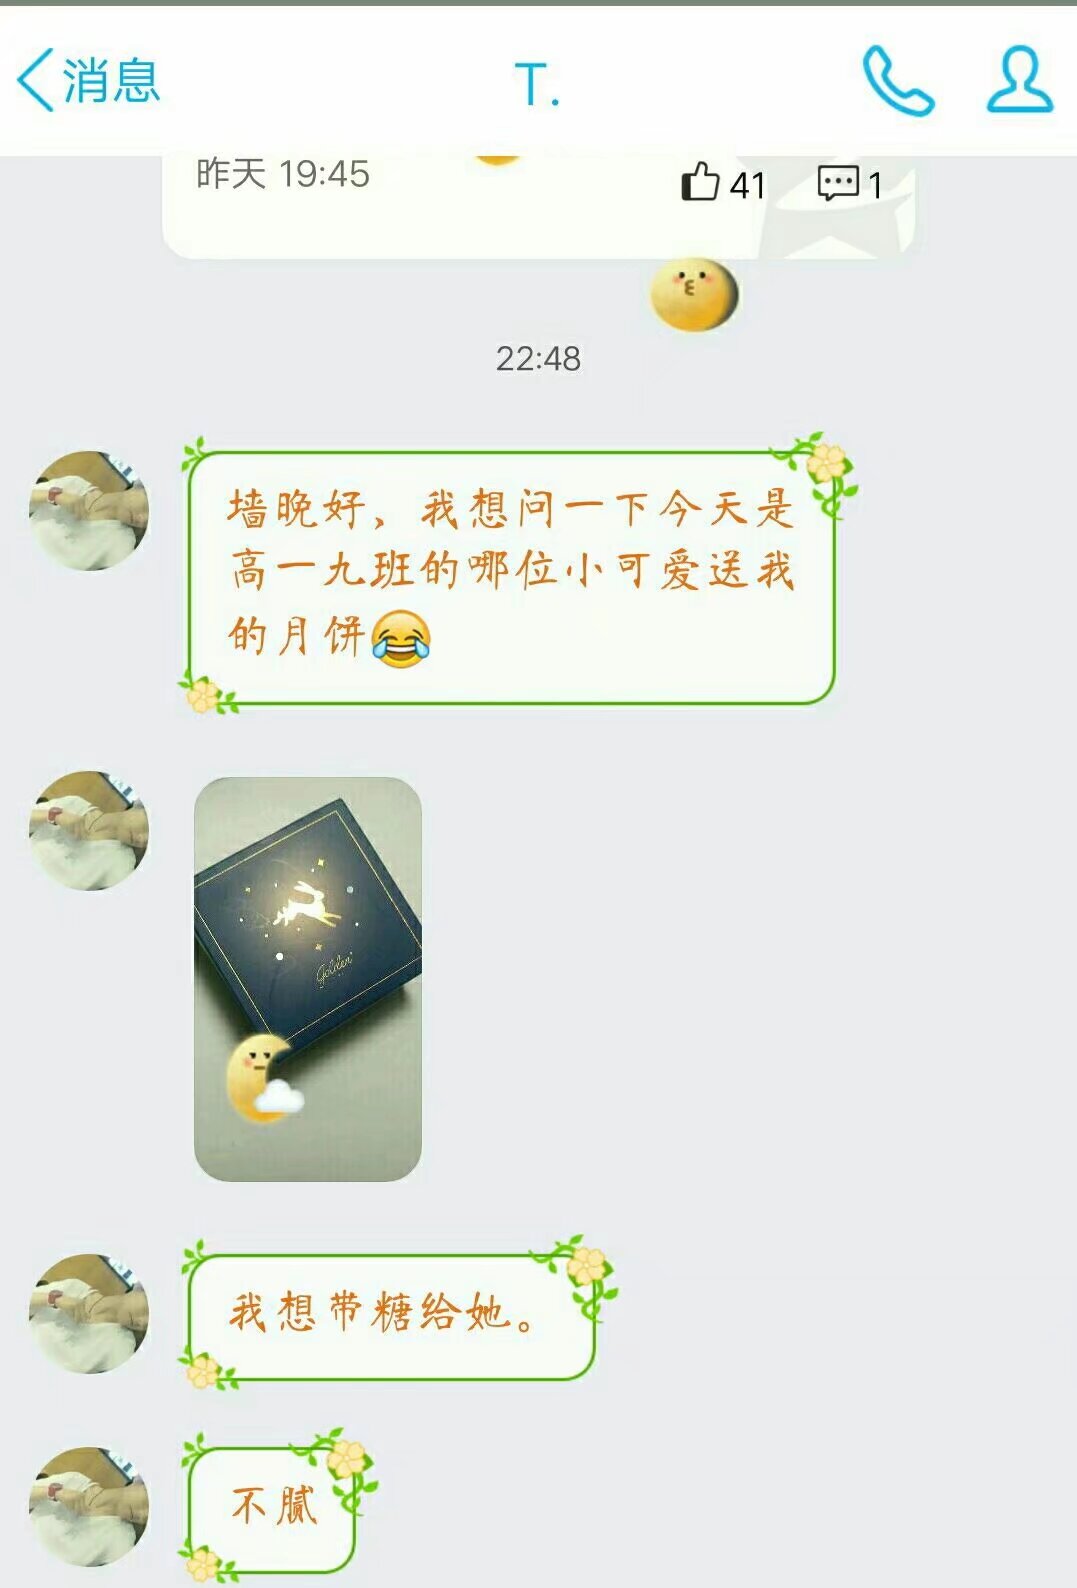 消息
T.
昨天 19:45
41
1
22:48
墙晚好、我想问一下今天是
高一九班的哪位小可爱送我
的月饼😂
Golden
我想带糖给她。
不腻